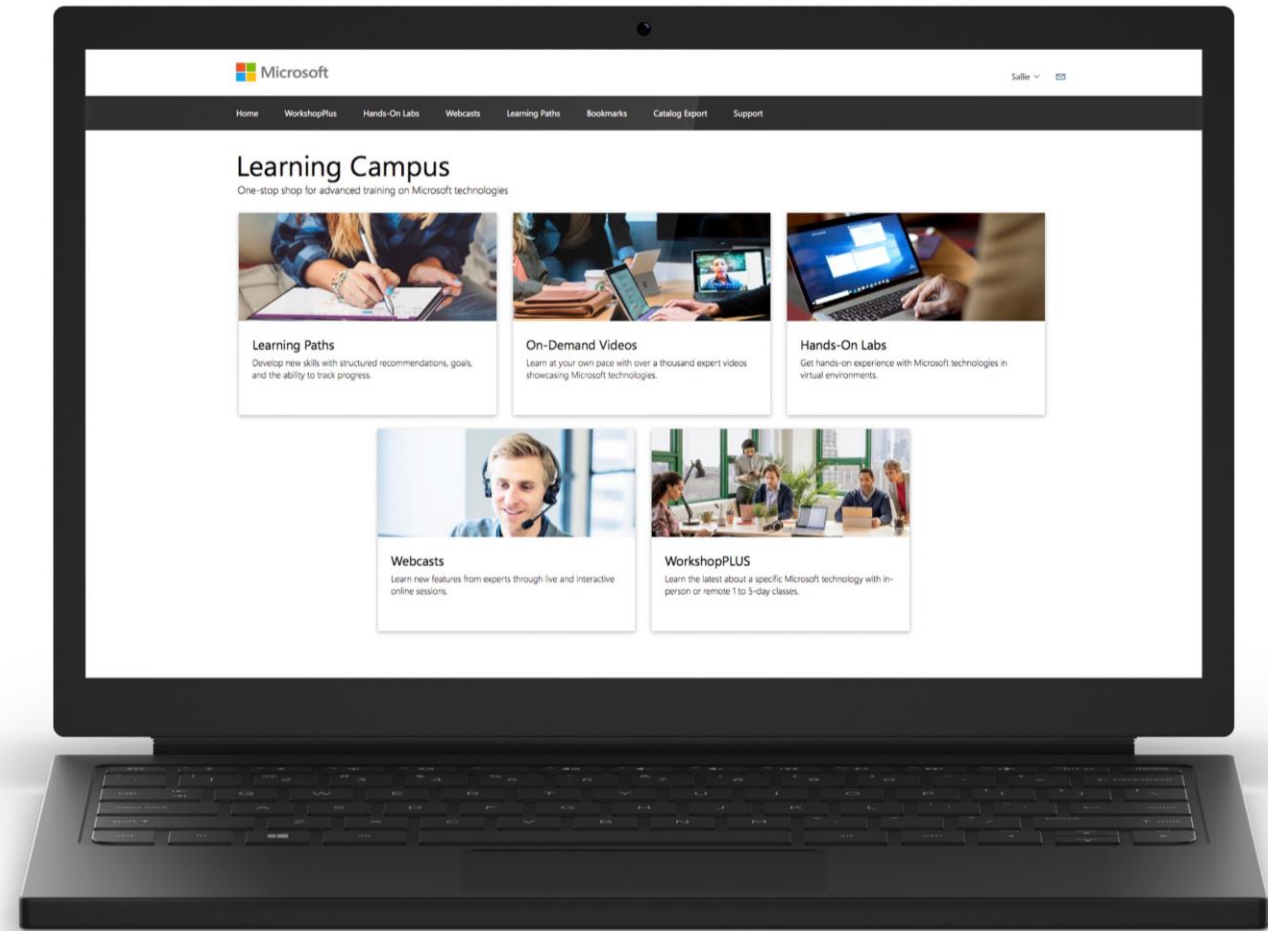 Microsoft
Sallie
Home WorkshopPlus Hands-On Labs Webcasts Learning Paths Bookmarks Catalog Export Support
Learning Campus
One-stop shop for advanced training on Microsoft technologies
Learning Paths
Develop new skills with structured recommendations, goals,
and the ability to track progress.
On-Demand Videos
Learn at your own pace with over a thousand expert videos
showcasing Microsoft technologies.
Hands-On Labs
Get hands-on experience with Microsoft technologies in
virtual environments.
Webcasts
Learn new features from experts through live and interactive
online sessions.
WorkshopPLUS
Learn the latest about a specific Microsoft technology with in-
person or remote 1 to 5-day classes.